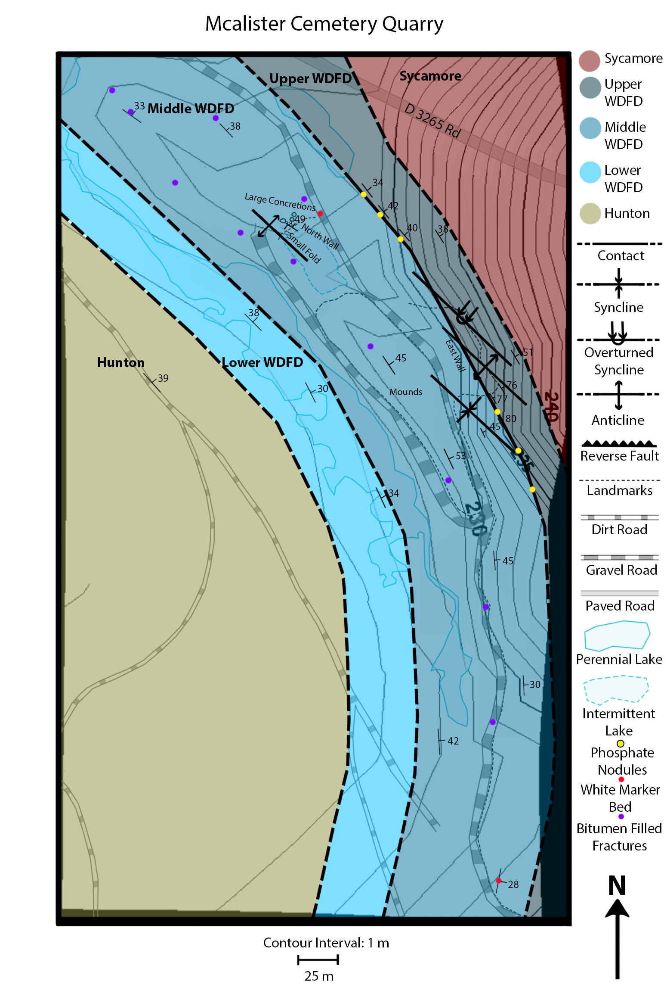 Mcalister Cemetery Quarry
Upper WDFD
Sycamore
Middle WDFD
33
38
D 3265 Rd
34
42
40
38
Large Concretions
49
38
North Wall
Small Fold
38
Hunton
Lower WDFD
39
30
45
Mounds
East Wall
51
76
77
80
45
240
235
53
34
230
45
30
42
28
Sycamore
Upper
WDFD
Middle
WDFD
Lower
WDFD
Hunton
Contact
Syncline
Overturned
Syncline
Anticline
Reverse Fault
Landmarks
Dirt Road
Gravel Road
Paved Road
Perennial Lake
Intermittent
Lake
Phosphate
Nodules
White Marker
Bed
Bitumen Filled
Fractures
N
Contour Interval: 1 m
25 m